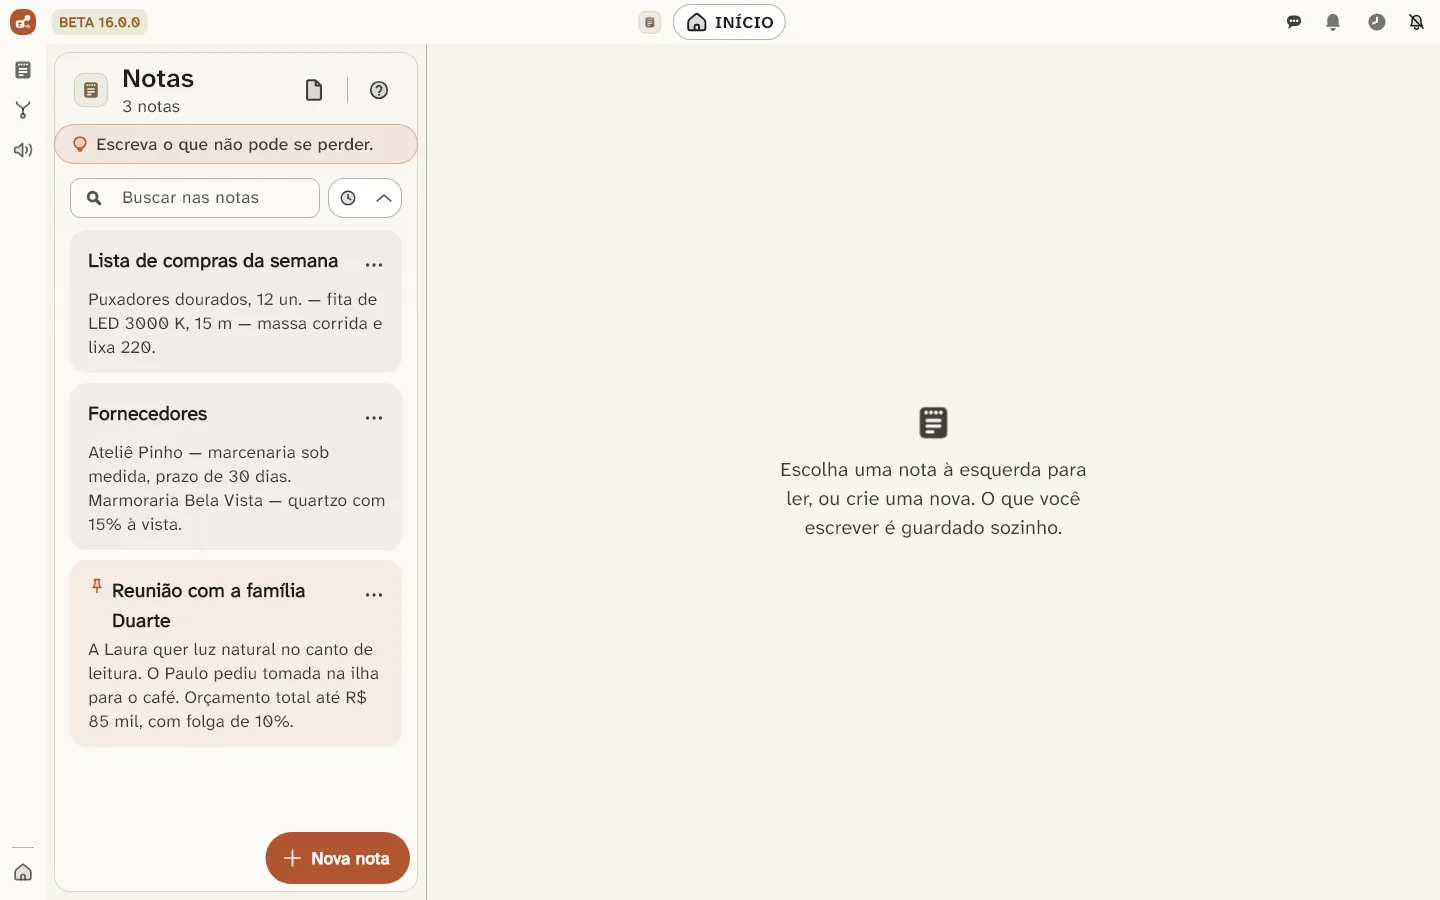 BETA 16.0.0
INÍCIO
Notas
3 notas
Escreva o que não pode se perder.
Buscar nas notas
Lista de compras da semana
Puxadores dourados, 12 un. — fita de
LED 3000 K, 15 m — massa corrida e
lixa 220.
Fornecedores
Ateliê Pinho — marcenaria sob
medida, prazo de 30 dias.
Marmoraria Bela Vista — quartzo com
15% à vista.
Reunião com a família
Duarte
A Laura quer luz natural no canto de
leitura. O Paulo pediu tomada na ilha
para o café. Orçamento total até R$
85 mil, com folga de 10%.
Nova nota
Escolha uma nota à esquerda para
ler, ou crie uma nova. O que você
escrever é guardado sozinho.